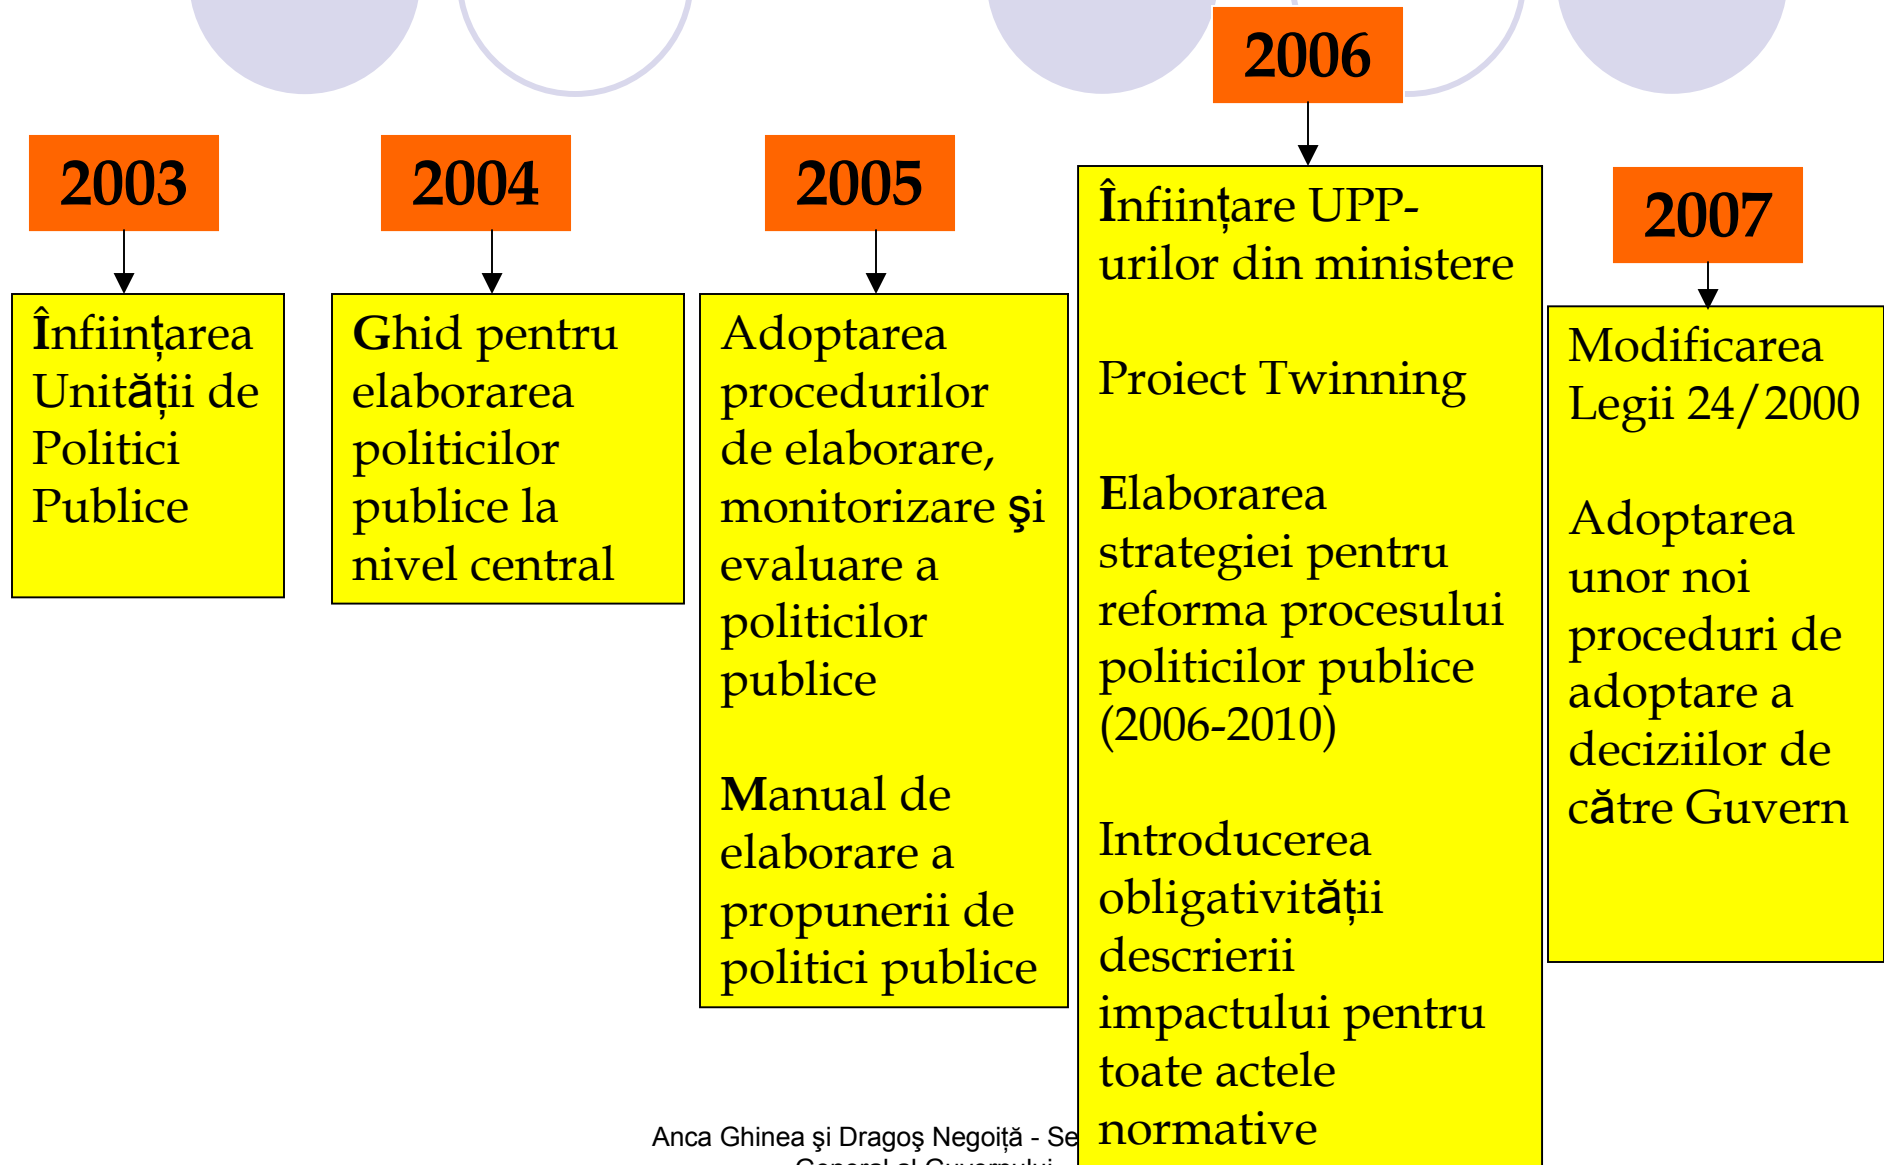 2003
Înființarea
Unității de
Politici
Publice
2004
Ghid pentru
elaborarea
politicilor
publice la
nivel central
2005
Adoptarea
procedurilor
de elaborare,
monitorizare şi
evaluare a
politicilor
publice
Manual de
elaborare a
propunerii de
politici publice
2006
Înființare UPP-
urilor din ministere
Proiect Twinning
Elaborarea
strategiei pentru
reforma procesului
politicilor publice
(2006-2010)
Introducerea
obligativității
descrierii
impactului pentru
toate actele
normative
2007
Modificarea
Legii 24/2000
Adoptarea
unor noi
proceduri de
adoptare a
deciziilor de
către Guvern
Anca Ghinea şi Dragoş Negoiță - Se
General al Guvernului